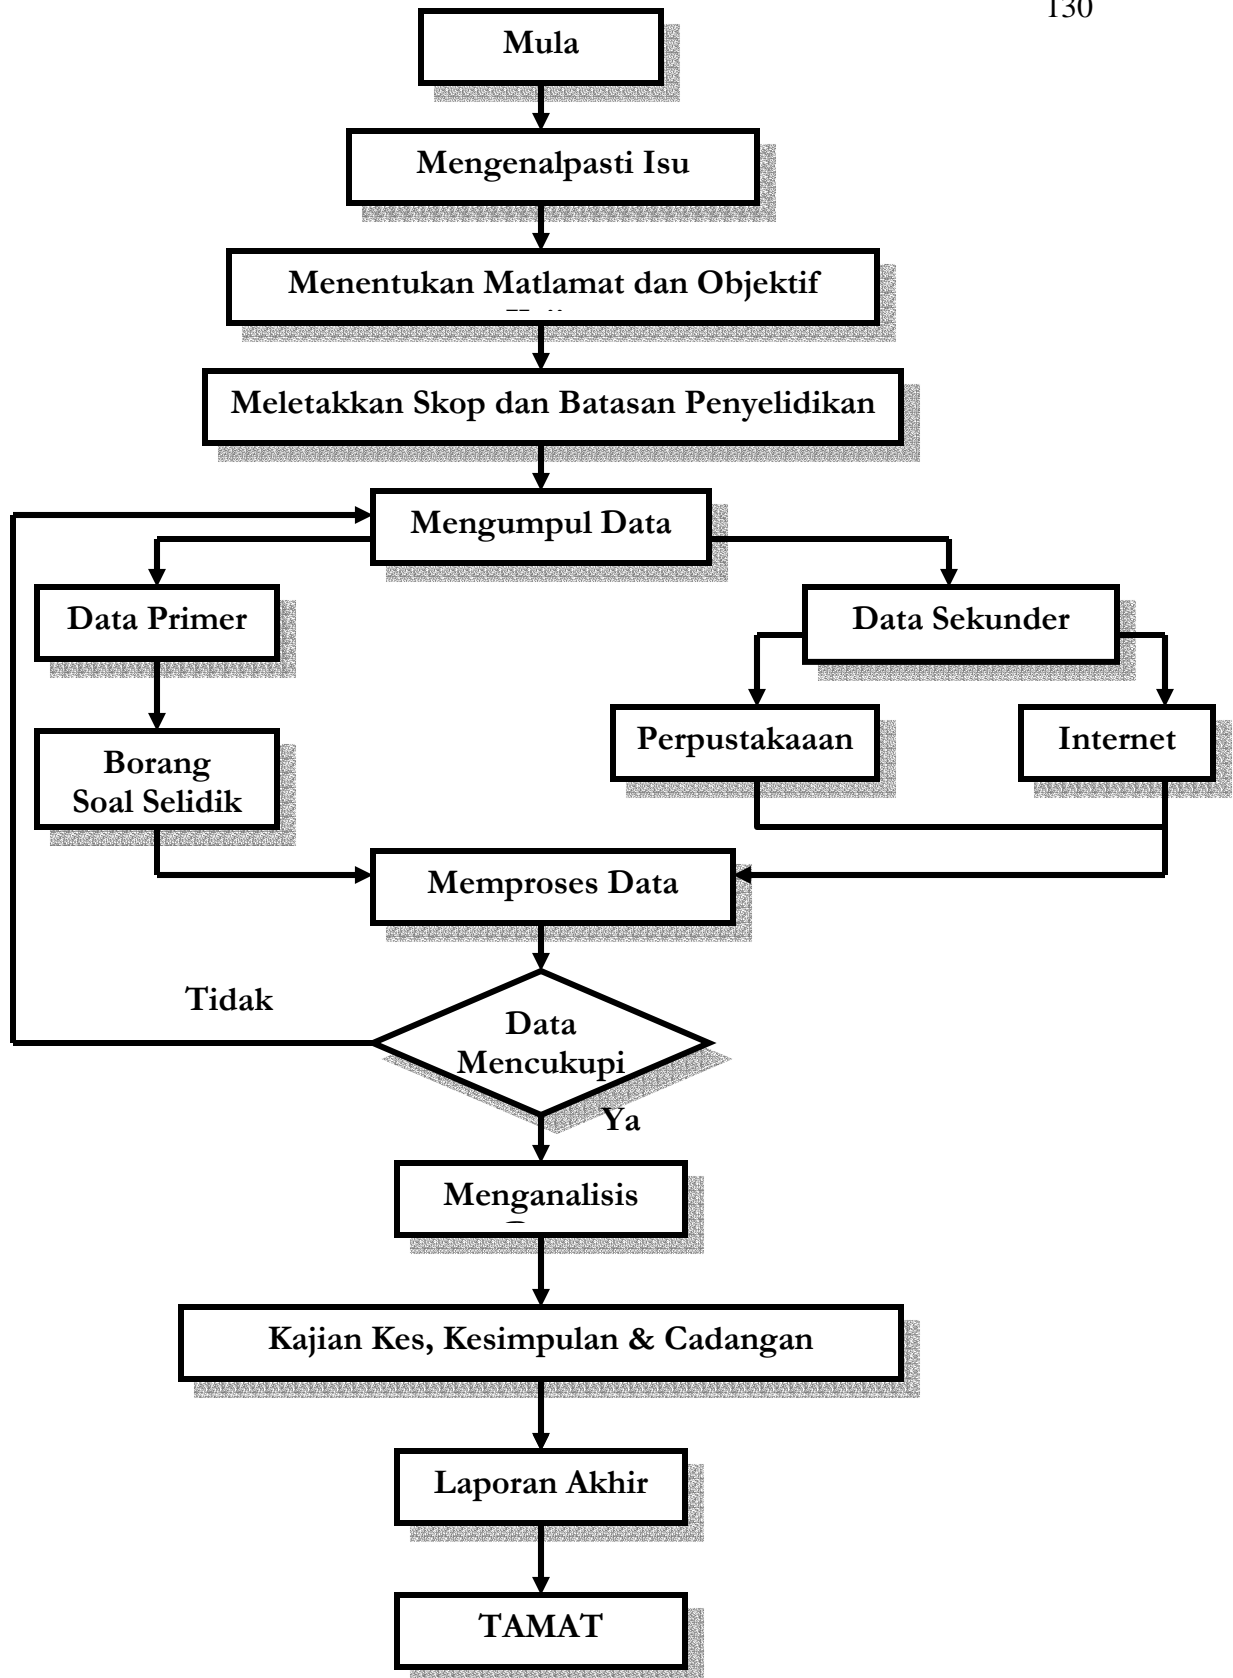 130
Mula
Mengenalpasti Isu
Menentukan Matlamat dan Objektif
Meletakkan Skop dan Batasan Penyelidikan
Mengumpul Data
Data Primer
Data Sekunder
Perpustakaaan
Internet
Borang
Soal Selidik
Memproses Data
Tidak
Data
Mencukupi
Ya
Menganalisis
Kajian Kes, Kesimpulan & Cadangan
Laporan Akhir
TAMAT